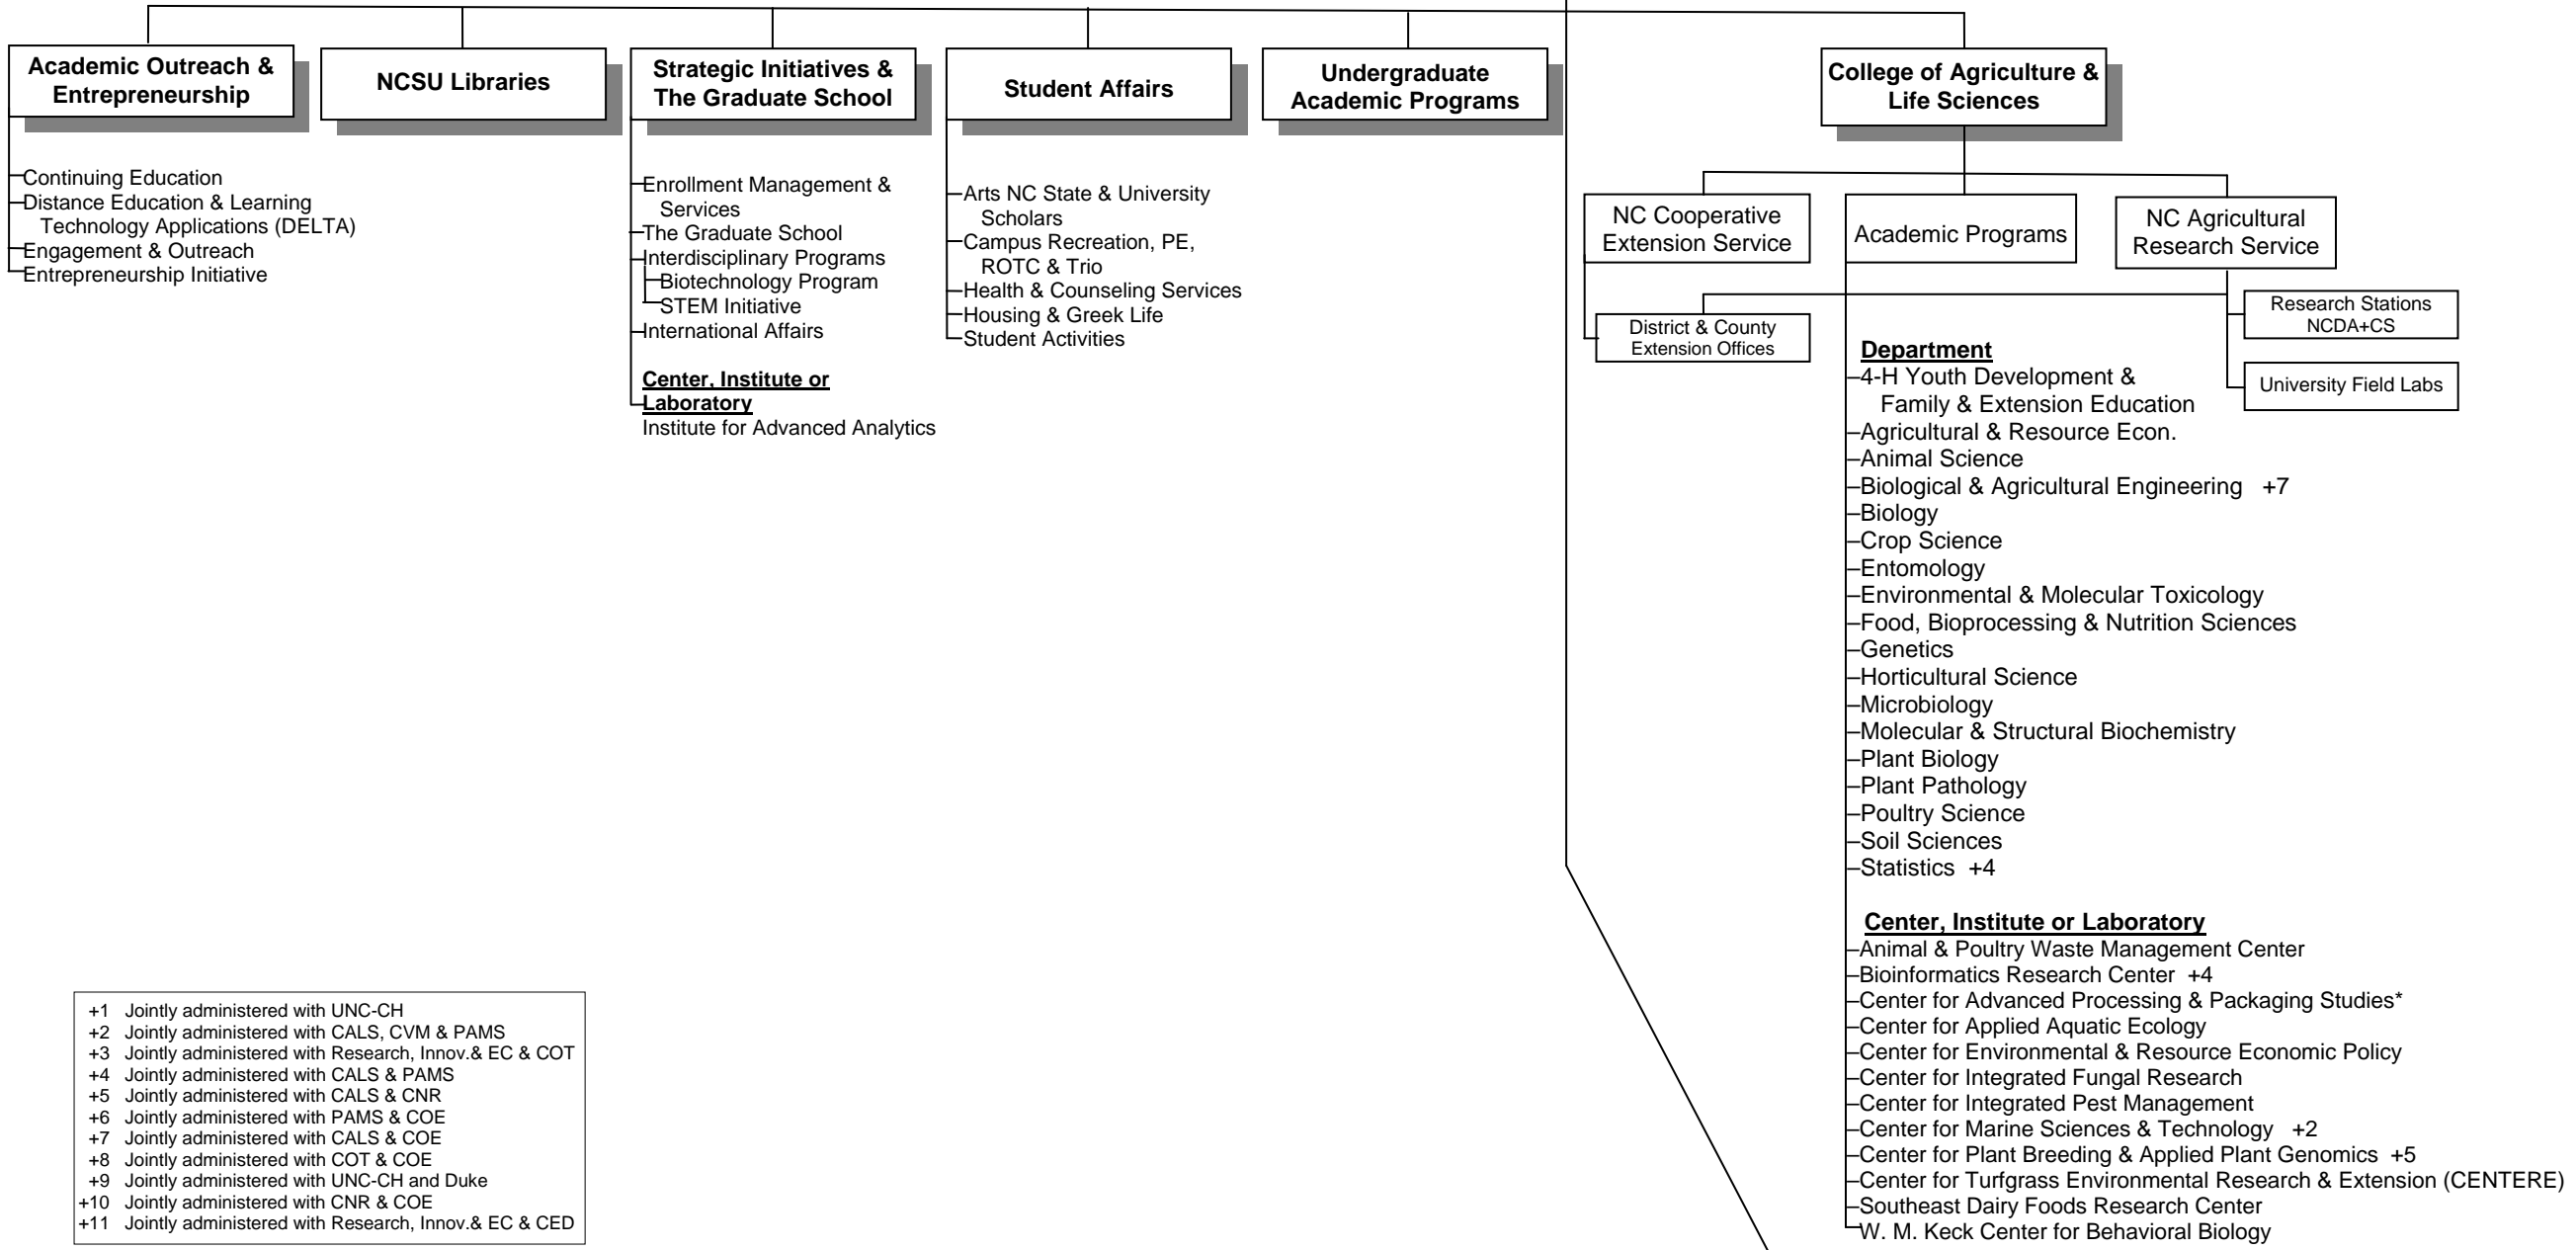 Academic Outreach &
Entrepreneurship
Continuing Education
Distance Education & Learning
Technology Applications (DELTA)
Engagement & Outreach
Entrepreneurship Initiative
NCSU Libraries
Strategic Initiatives &
The Graduate School
Enrollment Management &
Services
The Graduate School
Interdisciplinary Programs
Biotechnology Program
STEM Initiative
International Affairs
Center, Institute or
Laboratory
Institute for Advanced Analytics
Student Affairs
Arts NC State & University
Scholars
Campus Recreation, PE,
ROTC & Trio
Health & Counseling Services
Housing & Greek Life
Student Activities
Undergraduate
Academic Programs
College of Agriculture &
Life Sciences
NC Cooperative
Extension Service
Academic Programs
NC Agricultural
Research Service
District & County
Extension Offices
Research Stations
NCDA+CS
University Field Labs
Department
4-H Youth Development &
Family & Extension Education
Agricultural & Resource Econ.
Animal Science
Biological & Agricultural Engineering +7
Biology
Crop Science
Entomology
Environmental & Molecular Toxicology
Food, Bioprocessing & Nutrition Sciences
Genetics
Horticultural Science
Microbiology
Molecular & Structural Biochemistry
Plant Biology
Plant Pathology
Poultry Science
Soil Sciences
Statistics +4
Center, Institute or Laboratory
Animal & Poultry Waste Management Center
Bioinformatics Research Center +4
Center for Advanced Processing & Packaging Studies*
Center for Applied Aquatic Ecology
Center for Environmental & Resource Economic Policy
Center for Integrated Fungal Research
Center for Integrated Pest Management
Center for Marine Sciences & Technology +2
Center for Plant Breeding & Applied Plant Genomics +5
Center for Turfgrass Environmental Research & Extension (CENTERE)
Southeast Dairy Foods Research Center
W. M. Keck Center for Behavioral Biology
+1 Jointly administered with UNC-CH
+2 Jointly administered with CALS, CVM & PAMS
+3 Jointly administered with Research, Innov.& EC & COT
+4 Jointly administered with CALS & PAMS
+5 Jointly administered with CALS & CNR
+6 Jointly administered with PAMS & COE
+7 Jointly administered with CALS & COE
+8 Jointly administered with COT & COE
+9 Jointly administered with UNC-CH and Duke
+10 Jointly administered with CNR & COE
+11 Jointly administered with Research, Innov.& EC & CED